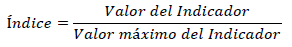 Índice = Valor del Indicador / Valor máximo del Indicador